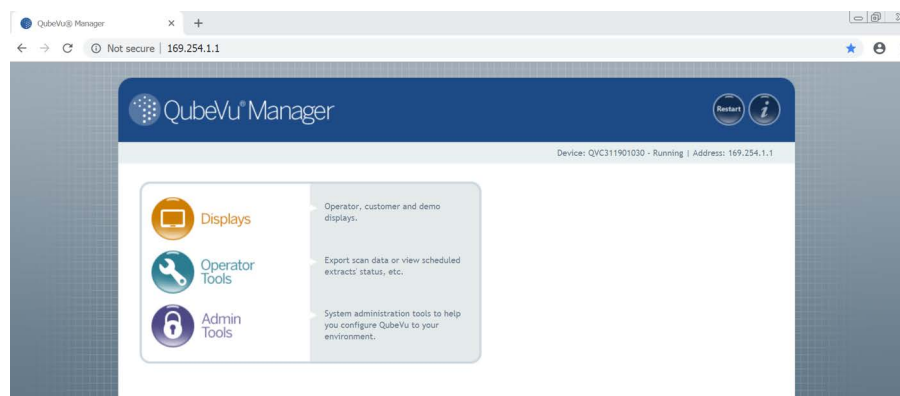 QubeVu® Manager
Not secure | 169.254.1.1
QubeVu® Manager
Restart
i
Device: QVC311901030 - Running | Address: 169.254.1.1
Displays
Operator, customer and demo
displays.
Operator
Tools
Export scan data or view scheduled
extracts' status, etc.
Admin
Tools
System administration tools to help
you configure QubeVu to your
environment.